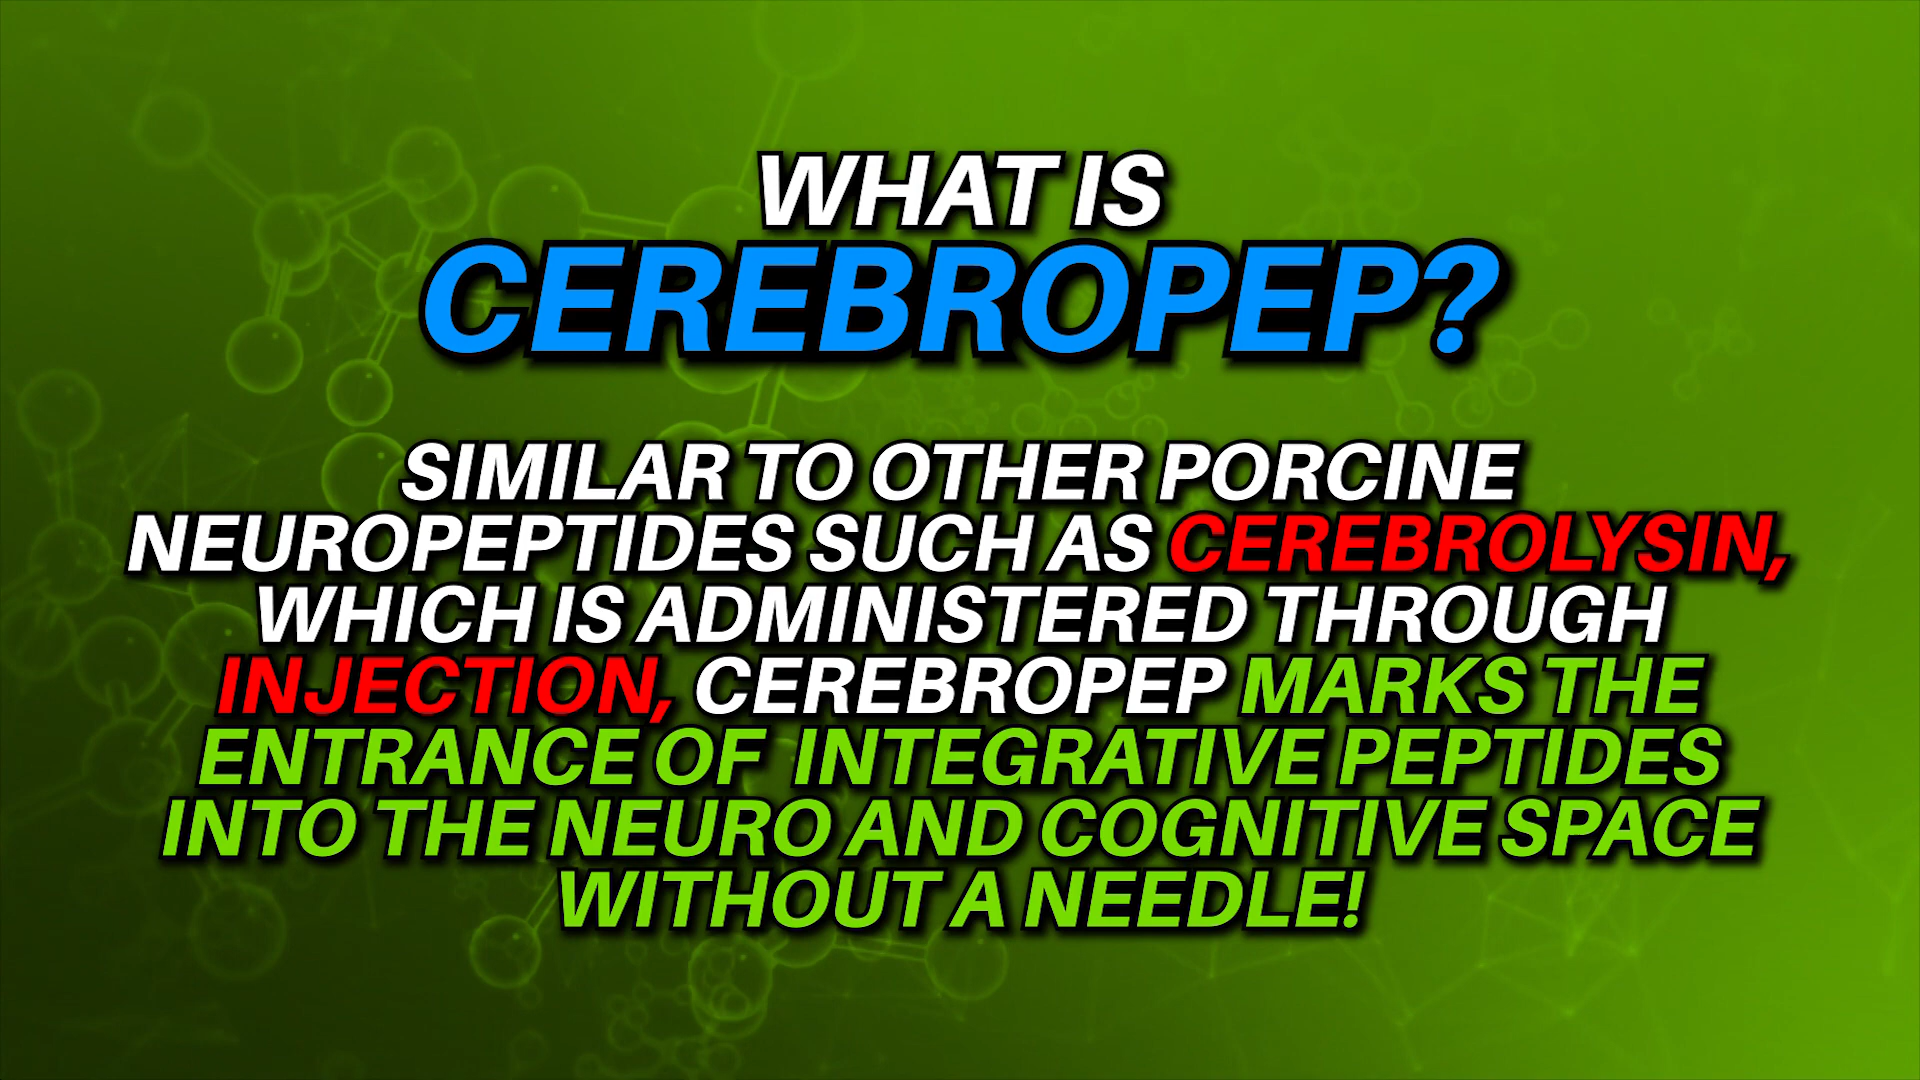 WHAT IS
CEREBROPEP?
SIMILAR TO OTHER PORCINE
NEUROPEPTIDES SUCH AS CEREBROLYSIN,
WHICH IS ADMINISTERED THROUGH
INJECTION, CEREBROPEP MARKS THE
ENTRANCE OF INTEGRATIVE PEPTIDES
INTO THE NEURO AND COGNITIVE SPACE
WITHOUT A NEEDLE!